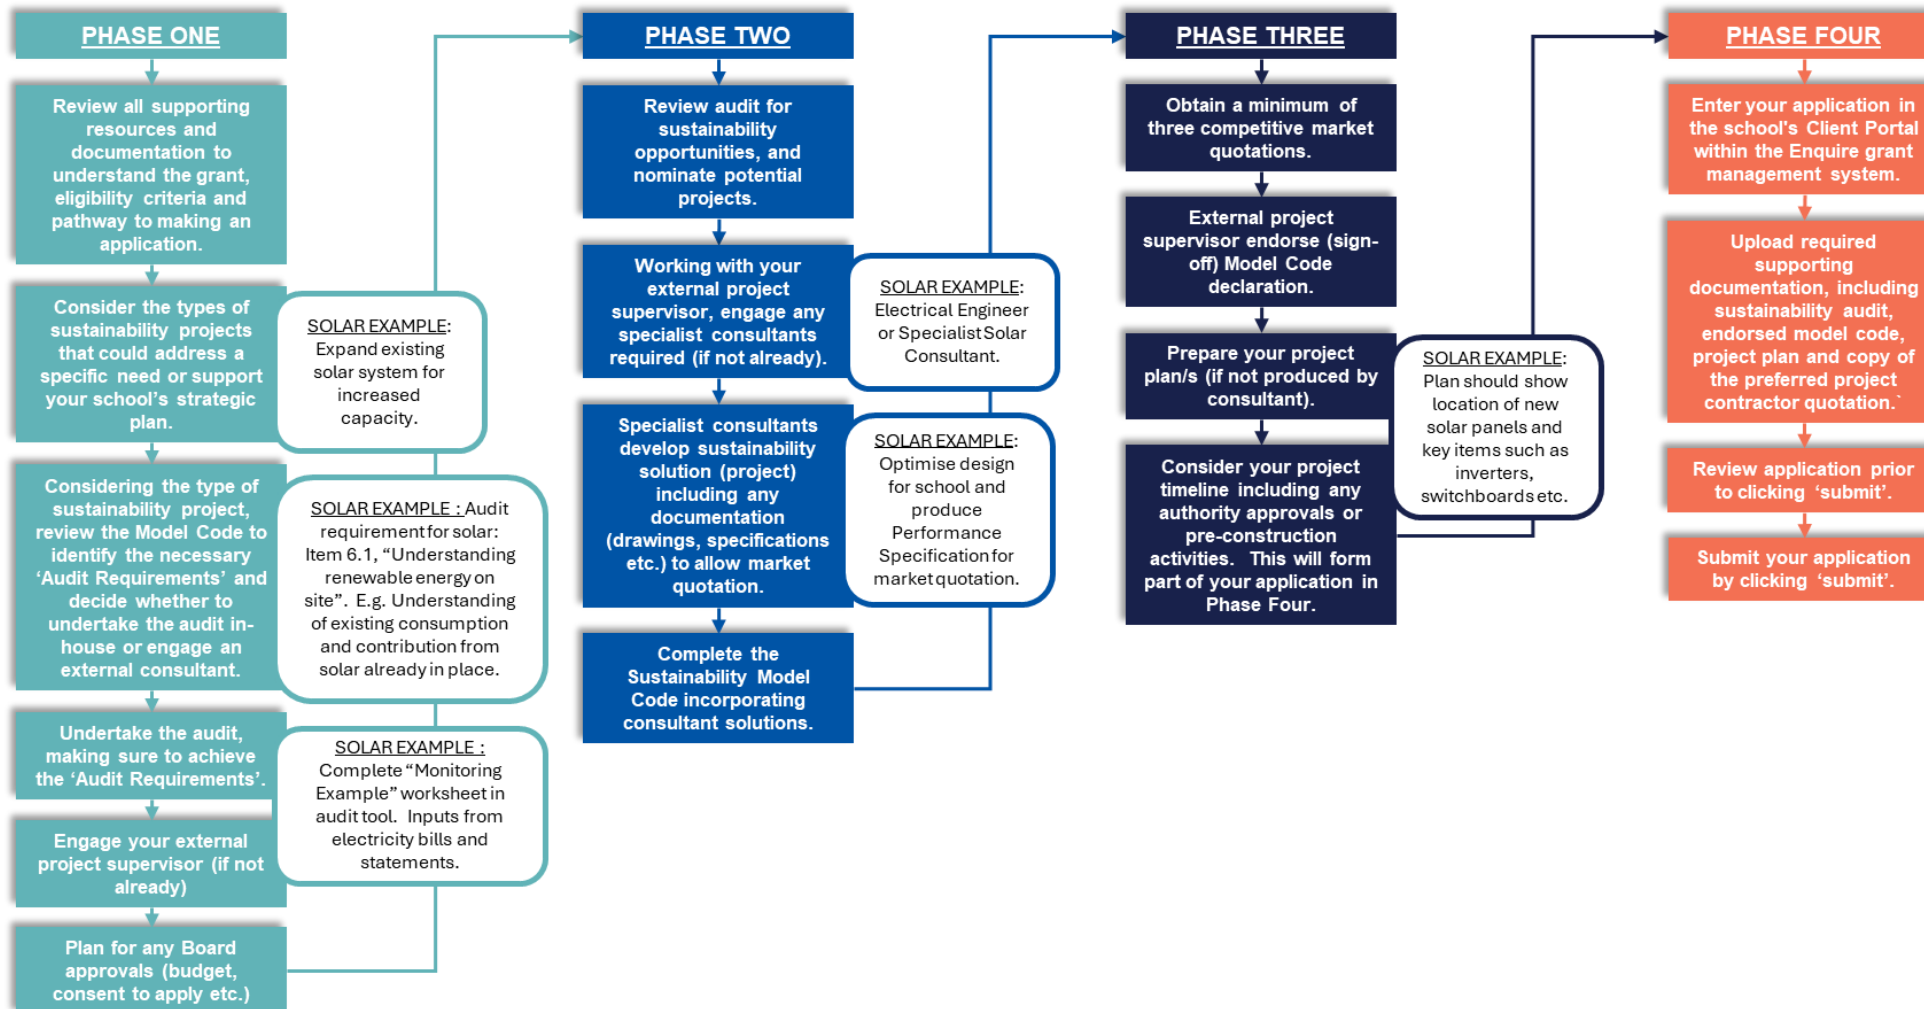 PHASE ONE
Review all supporting
resources and
documentation to
understand the grant,
eligibility criteria and
pathway to making an
application.
Consider the types of
sustainability projects
that could address a
specific need or support
your school's strategic
plan.
SOLAR EXAMPLE:
Expand existing
solar system for
increased
capacity.
Considering the type of
sustainability project,
review the Model Code to
identify the necessary
‘Audit Requirements’ and
decide whether to
undertake the audit in-
house or engage an
external consultant.
SOLAR EXAMPLE : Audit
requirement for solar:
Item 6.1, “Understanding
renewable energy on
site”. E.g. Understanding
of existing consumption
and contribution from
solar already in place.
Undertake the audit,
making sure to achieve
the ‘Audit Requirements’.
SOLAR EXAMPLE :
Complete “Monitoring
Example” worksheet in
audit tool. Inputs from
electricity bills and
statements.
Engage your external
project supervisor (if not
already)
Plan for any Board
approvals (budget,
consent to apply etc.)
PHASE TWO
Review audit for
sustainability
opportunities, and
nominate potential
projects.
Working with your
external project
supervisor, engage any
specialist consultants
required (if not already).
SOLAR EXAMPLE:
Electrical Engineer
or Specialist Solar
Consultant.
Specialist consultants
develop sustainability
solution (project)
including any
documentation
(drawings, specifications
etc.) to allow market
quotation.
SOLAR EXAMPLE:
Optimise design
for school and
produce
Performance
Specification for
market quotation.
Complete the
Sustainability Model
Code incorporating
consultant solutions.
PHASE THREE
Obtain a minimum of
three competitive market
quotations.
External project
supervisor endorse (sign-
off) Model Code
declaration.
Prepare your project
plan/s (if not produced by
consultant).
SOLAR EXAMPLE:
Plan should show
location of new
solar panels and
key items such as
inverters,
switchboards etc.
Consider your project
timeline including any
authority approvals or
pre-construction
activities. This will form
part of your application in
Phase Four.
PHASE FOUR
Enter your application in
the school's Client Portal
within the Enquire grant
management system.
Upload required
supporting
documentation, including
sustainability audit,
endorsed model code,
project plan and copy of
the preferred project
contractor quotation.`
Review application prior
to clicking ‘submit’.
Submit your application
by clicking ‘submit’.